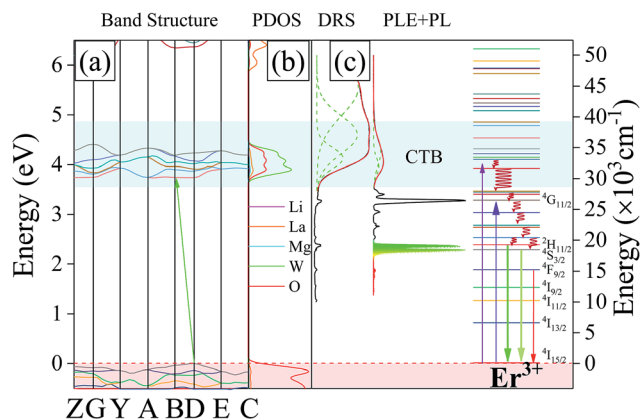 Band Structure PDOS DRS PLE+PL
(a) (b) (c)
Energy (eV)
6
5
4
3
2
1
0
Energy (×10³cm⁻¹)
50
45
40
35
30
25
20
15
10
5
0
CTB
Li
La
Mg
W
O
⁴G₁₁/₂
²H₁₁/₂
⁴S₃/₂
⁴F₉/₂
⁴I₉/₂
⁴I₁₁/₂
⁴I₁₃/₂
⁴I₁₅/₂
Er³⁺
Z G Y A B D E C